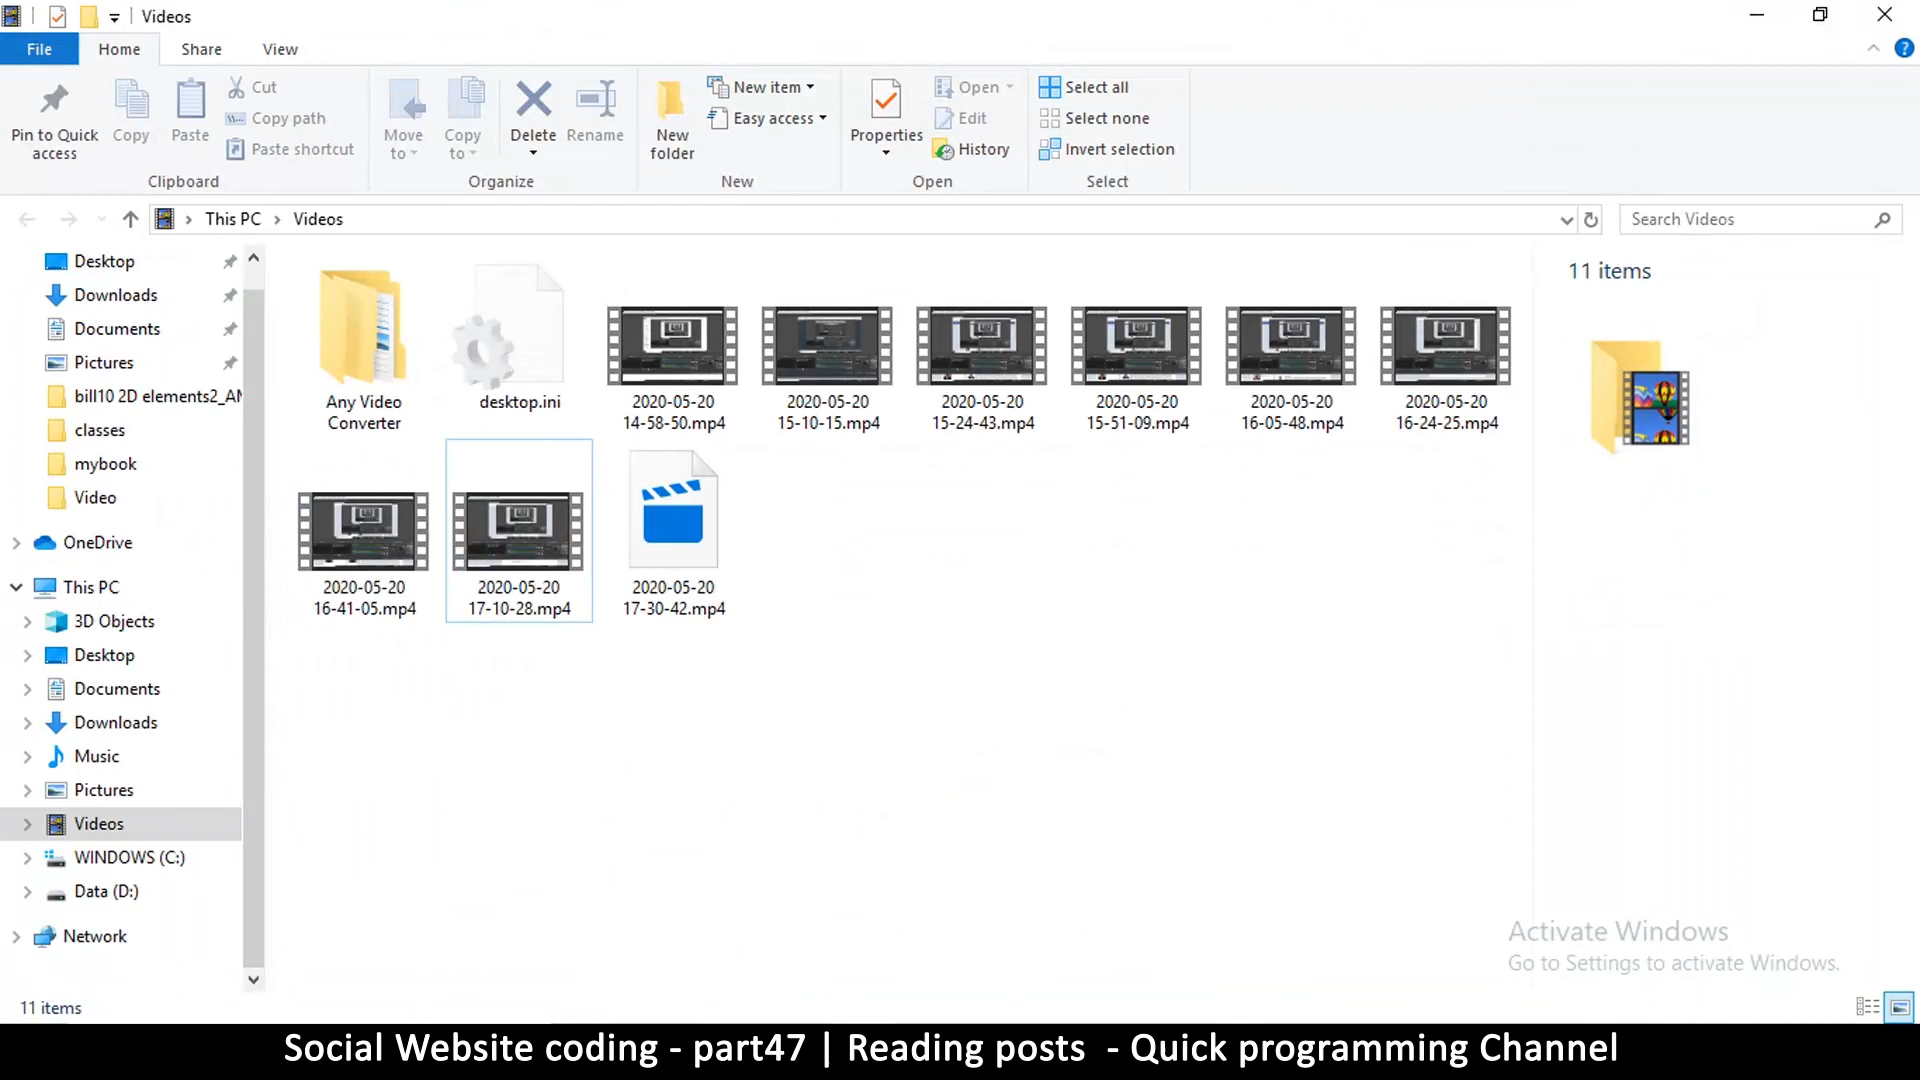 Videos
File Home Share View
Pin to Quick access
Copy
Paste
Cut
Copy path
Paste shortcut
Clipboard
Move to
Copy to
Delete
Rename
Organize
New folder
New item
Easy access
New
Properties
Open
Edit
History
Open
Select all
Select none
Invert selection
Select
This PC > Videos
Search Videos
Desktop
Downloads
Documents
Pictures
bill10 2D elements2_AM
classes
mybook
Video
OneDrive
This PC
3D Objects
Desktop
Documents
Downloads
Music
Pictures
Videos
WINDOWS (C:)
Data (D:)
Network
Any Video
Converter
desktop.ini
2020-05-20
14-58-50.mp4
2020-05-20
15-10-15.mp4
2020-05-20
15-24-43.mp4
2020-05-20
15-51-09.mp4
2020-05-20
16-05-48.mp4
2020-05-20
16-24-25.mp4
2020-05-20
16-41-05.mp4
2020-05-20
17-10-28.mp4
2020-05-20
17-30-42.mp4
11 items
Activate Windows
Go to Settings to activate Windows.
11 items
Social Website coding - part47 | Reading posts - Quick programming Channel